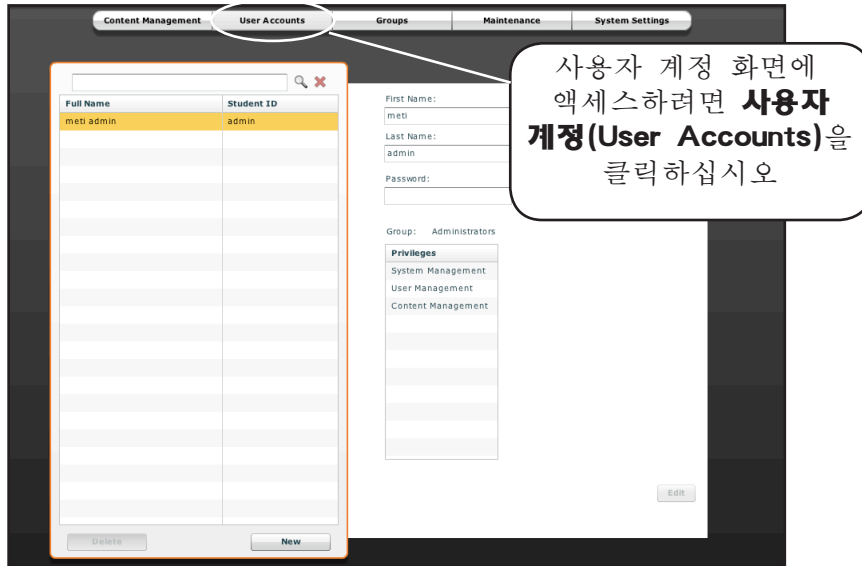 Content Management User Accounts Groups Maintenance System Settings
사용자 계정 화면에
액세스하려면 사용자
계정(User Accounts)을
클릭하십시오
Full Name Student ID
meti admin admin
First Name:
meti
Last Name:
admin
Password:
Group: Administrators
Privileges
System Management
User Management
Content Management
Edit
Delete New